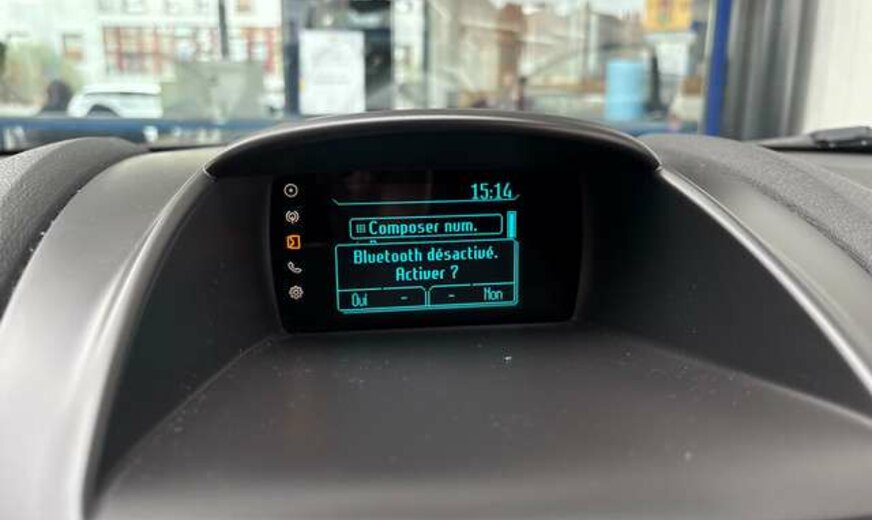 15:14
Composer num.
Bluetooth désactivé.
Activer ?
Oui - - Non